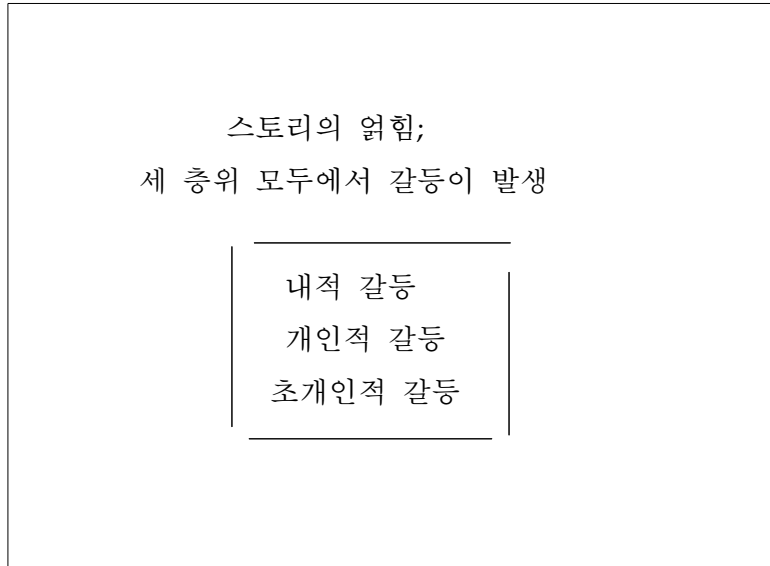 스토리의 얽힘;
세 층위 모두에서 갈등이 발생
내적 갈등
개인적 갈등
초개인적 갈등